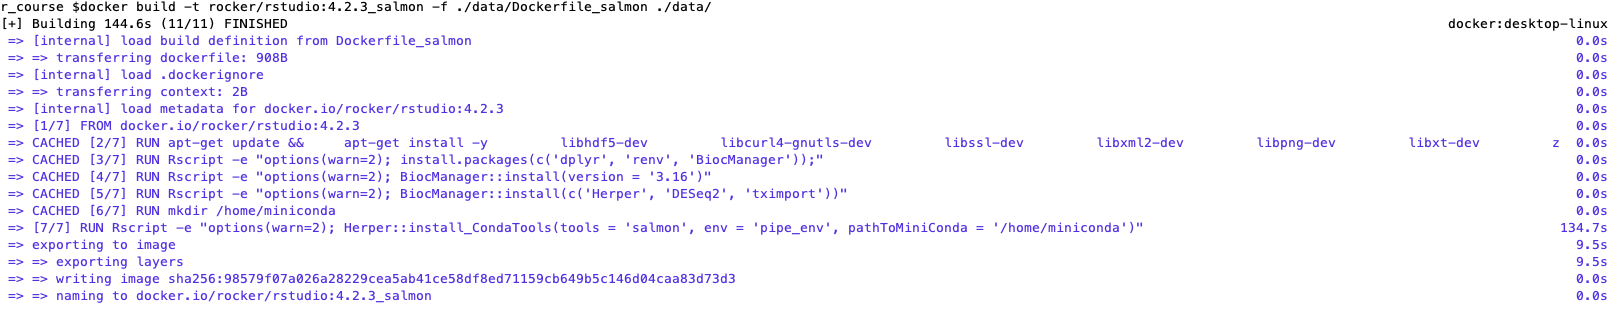 r_course $docker build -t rocker/rstudio:4.2.3_salmon -f ./data/Dockerfile_salmon ./data/
[+] Building 144.6s (11/11) FINISHED docker:desktop-linux
=> [internal] load build definition from Dockerfile_salmon 0.0s
=> => transferring dockerfile: 908B 0.0s
=> [internal] load .dockerignore 0.0s
=> => transferring context: 2B 0.0s
=> [internal] load metadata for docker.io/rocker/rstudio:4.2.3 0.0s
=> [1/7] FROM docker.io/rocker/rstudio:4.2.3 0.0s
=> CACHED [2/7] RUN apt-get update && apt-get install -y libhdf5-dev libcurl4-gnutls-dev libssl-dev libxml2-dev libpng-dev libxt-dev z 0.0s
=> CACHED [3/7] RUN Rscript -e "options(warn=2); install.packages(c('dplyr', 'renv', 'BiocManager'));" 0.0s
=> CACHED [4/7] RUN Rscript -e "options(warn=2); BiocManager::install(version = '3.16')" 0.0s
=> CACHED [5/7] RUN Rscript -e "options(warn=2); BiocManager::install(c('Herper', 'DESeq2', 'tximport'))" 0.0s
=> CACHED [6/7] RUN mkdir /home/miniconda 0.0s
=> [7/7] RUN Rscript -e "options(warn=2); Herper::install_CondaTools(tools = 'salmon', env = 'pipe_env', pathToMiniConda = '/home/miniconda')" 134.7s
=> exporting to image 9.5s
=> => exporting layers 9.5s
=> => writing image sha256:98579f07a026a28229cea5ab41ce58df8ed71159cb649b5c146d04caa83d73d3 0.0s
=> => naming to docker.io/rocker/rstudio:4.2.3_salmon 0.0s